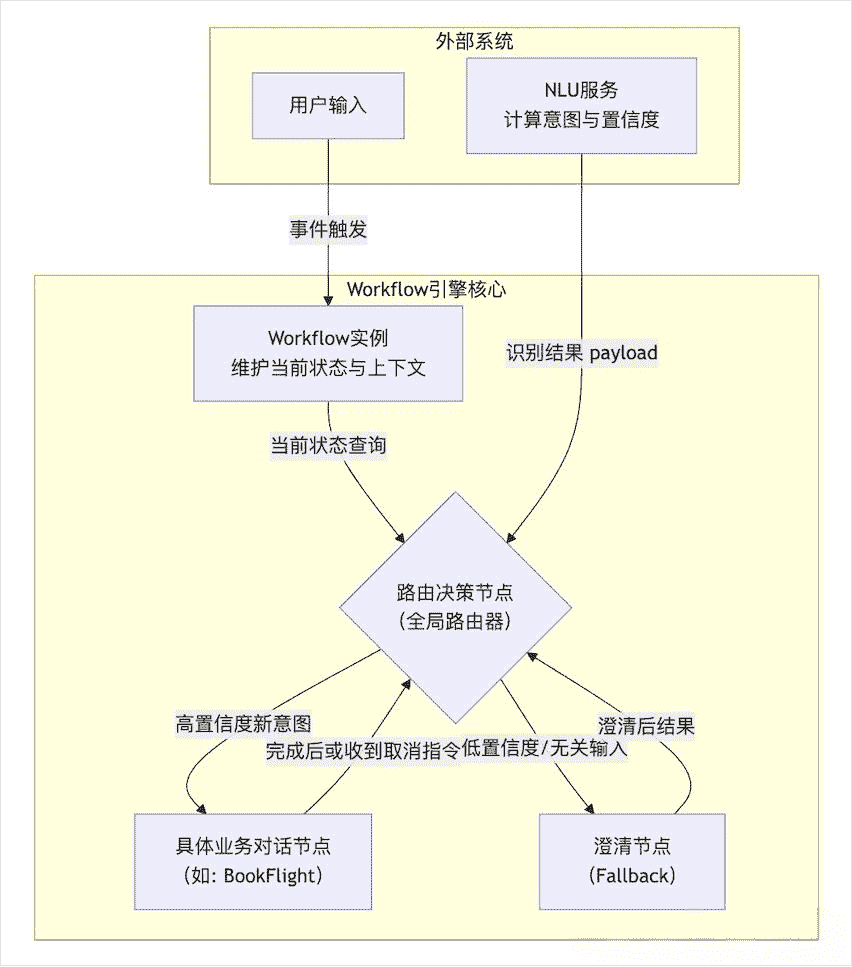 外部系统
用户输入
NLU服务
计算意图与置信度
事件触发
Workflow引擎核心
Workflow实例
维护当前状态与上下文
识别结果 payload
当前状态查询
路由决策节点
（全局路由器）
高置信度新意图
澄清后结果
完成后或收到取消指令
低置信度/无关输入
具体业务对话节点
（如: BookFlight）
澄清节点
（Fallback）